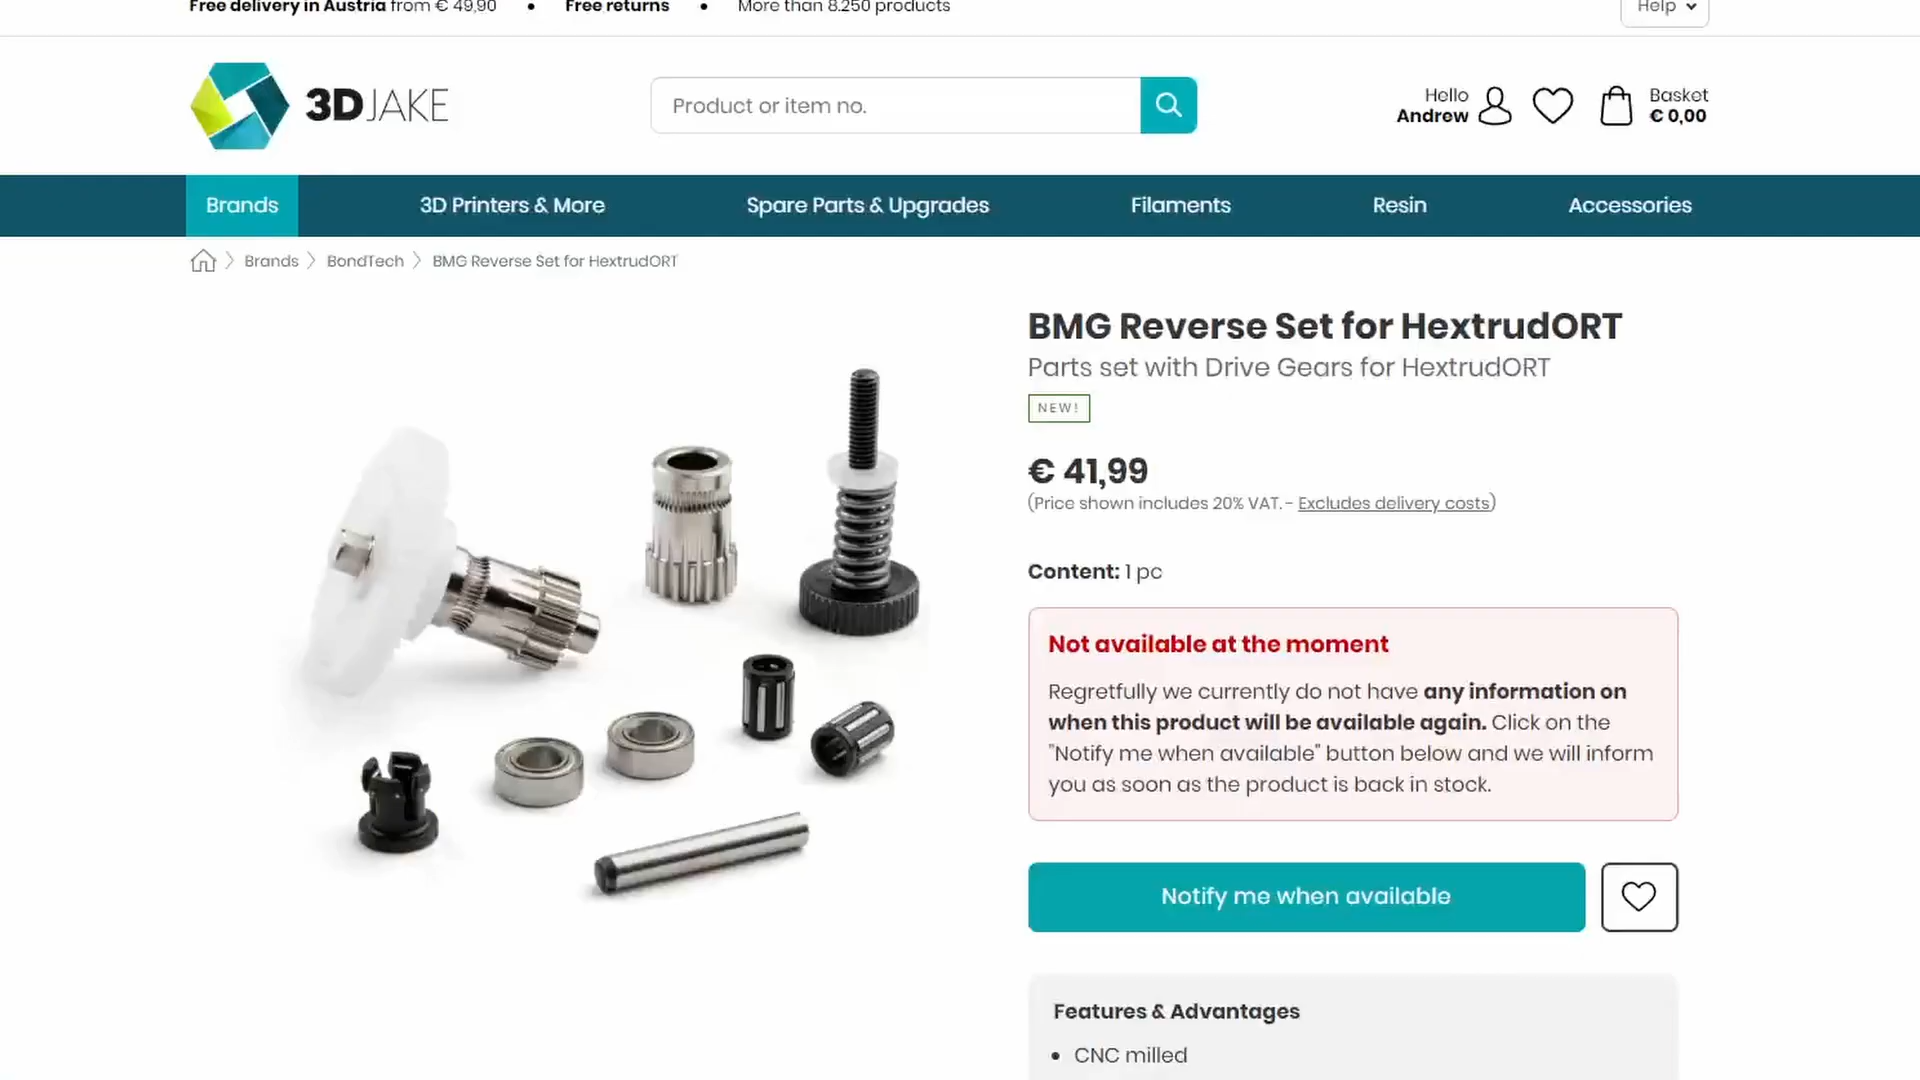 Free delivery in Austria from € 49,90 • Free returns • More than 8.250 products
Help
3DJAKE
Product or item no.
Hello
Andrew
Basket
€ 0,00
Brands
3D Printers & More
Spare Parts & Upgrades
Filaments
Resin
Accessories
Brands > BondTech > BMG Reverse Set for HextrudORT
BMG Reverse Set for HextrudORT
Parts set with Drive Gears for HextrudORT
NEW!
€ 41,99
(Price shown includes 20% VAT. - Excludes delivery costs)
Content: 1 pc
Not available at the moment
Regretfully we currently do not have any information on
when this product will be available again. Click on the
"Notify me when available" button below and we will inform
you as soon as the product is back in stock.
Notify me when available
Features & Advantages
• CNC milled